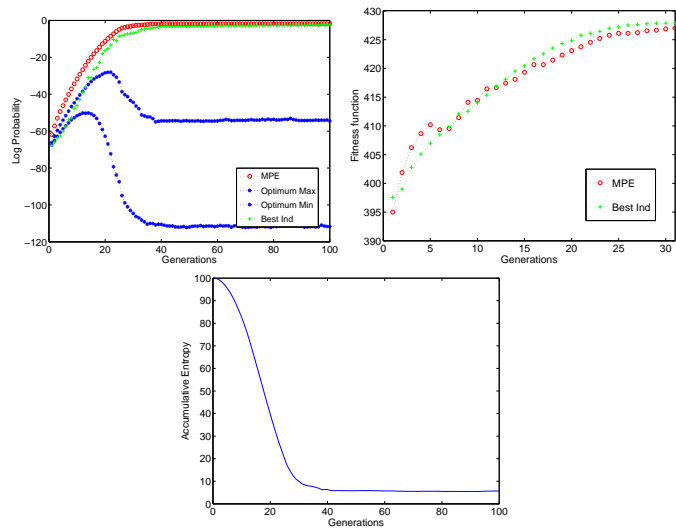 0
−20
−40
−60
−80
−100
−120
Log Probability
0 20 40 60 80 100
Generations
MPE
Optimum Max
Optimum Min
Best Ind
430
425
420
415
410
405
400
395
390
Fitness function
0 5 10 15 20 25 30
Generations
MPE
Best Ind
100
90
80
70
60
50
40
30
20
10
0
Accumulative Entropy
0 20 40 60 80 100
Generations